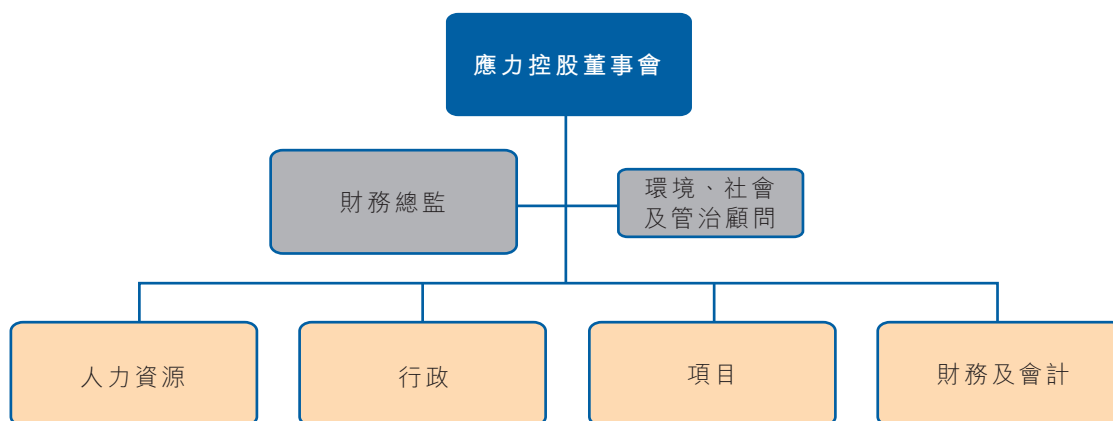 應力控股董事會
財務總監
環境、社會
及管治顧問
人力資源
行政
項目
財務及會計